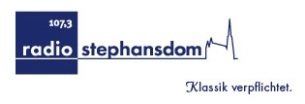 107,3
radio stephansdom
Klassik verpflichtet.